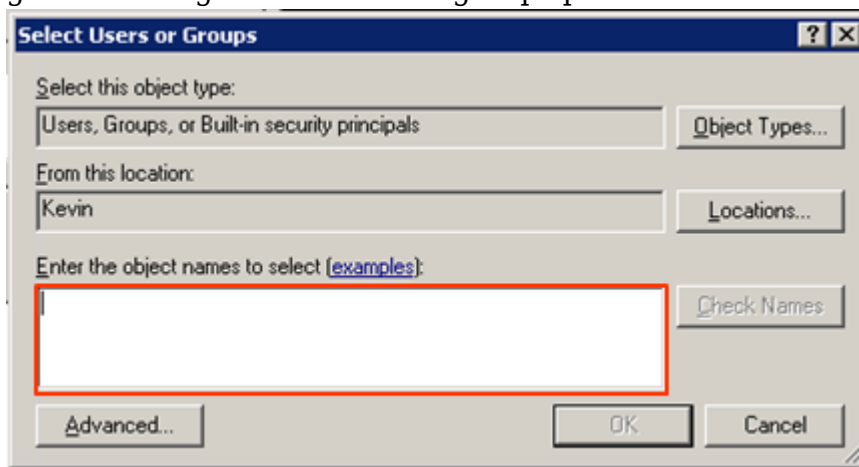 Select Users or Groups
Select this object type:
Users, Groups, or Built-in security principals
Object Types...
From this location:
Kevin
Locations...
Enter the object names to select (examples):
Check Names
Advanced...
OK
Cancel